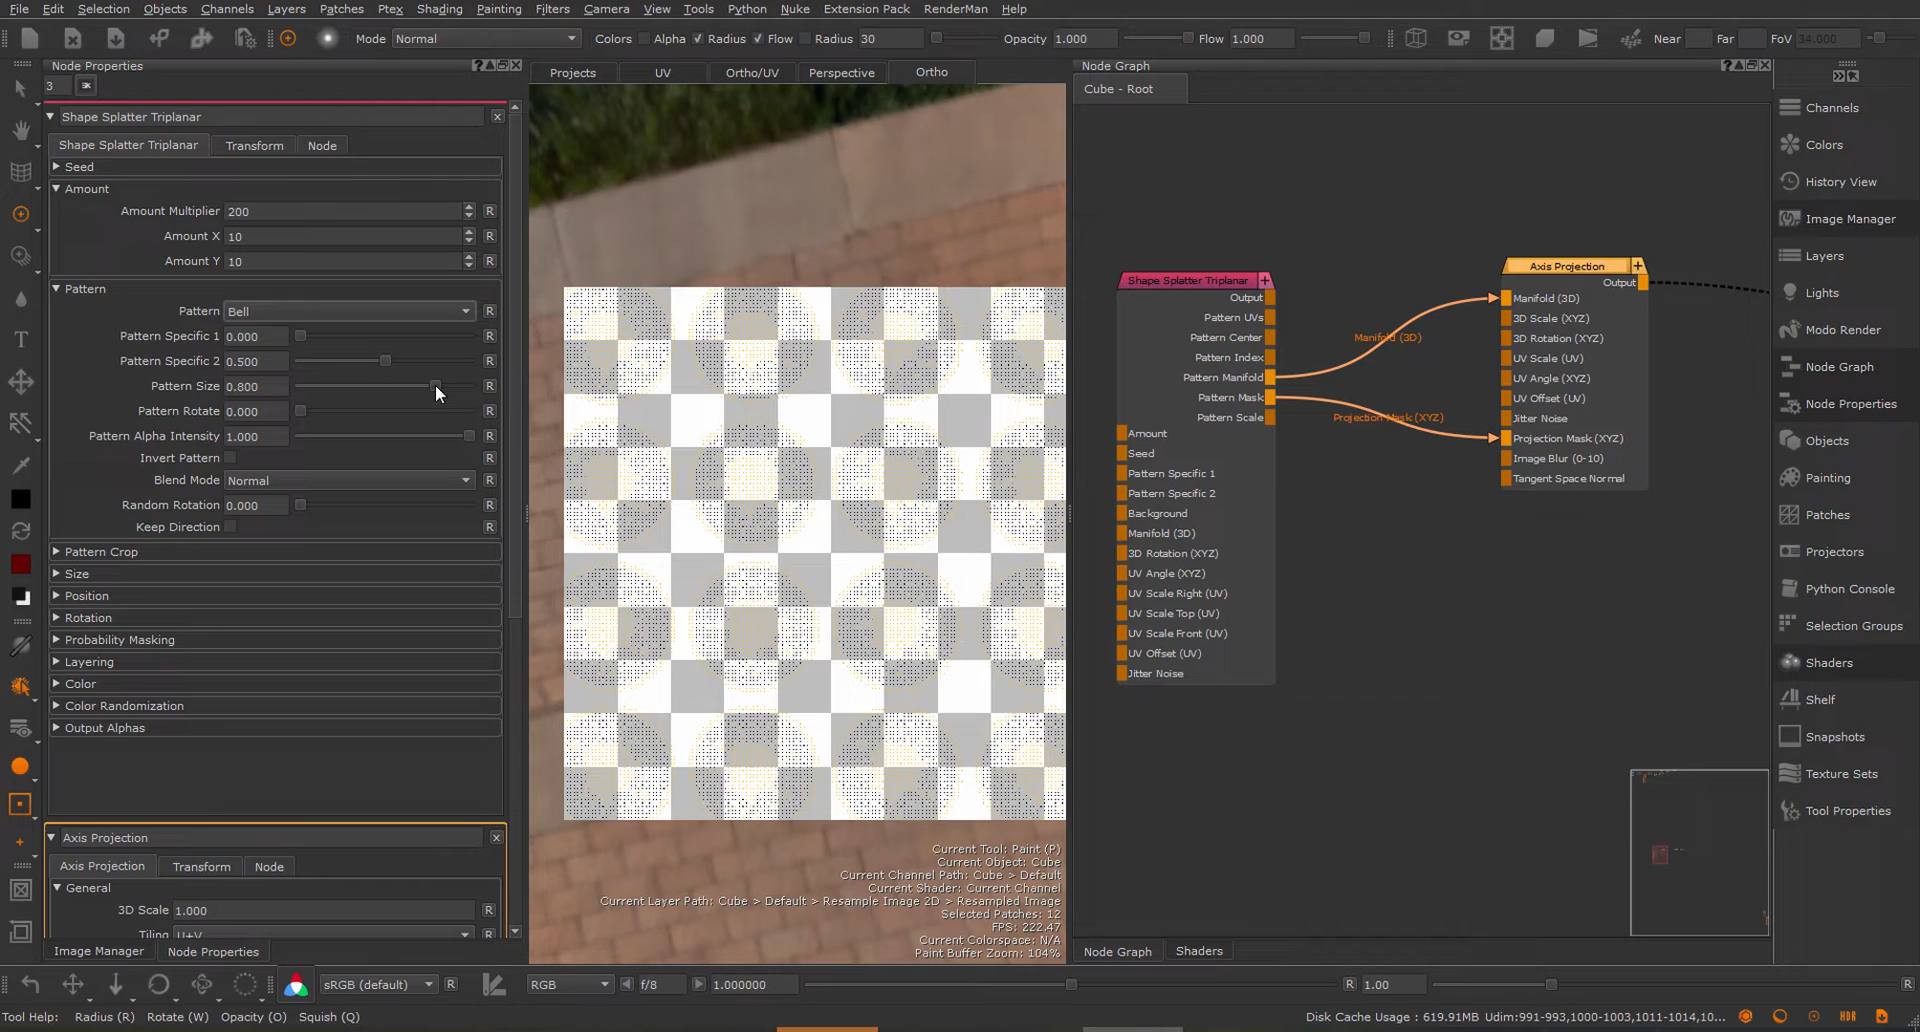 File Edit Selection Objects Channels Layers Patches Ptex Shading Painting Filters Camera View Tools Python Nuke Extension Pack RenderMan Help
Mode Normal Colors Alpha Radius Flow Radius 30 Opacity 1.000 Flow 1.000 Near Far FoV 34.000
Node Properties
3
Shape Splatter Triplanar
Shape Splatter Triplanar Transform Node
Seed
Amount
Amount Multiplier 200 R
Amount X 10 R
Amount Y 10 R
Pattern
Pattern Bell R
Pattern Specific 1 0.000 R
Pattern Specific 2 0.500 R
Pattern Size 0.800 R
Pattern Rotate 0.000 R
Pattern Alpha Intensity 1.000 R
Invert Pattern R
Blend Mode Normal R
Random Rotation 0.000 R
Keep Direction R
Pattern Crop
Size
Position
Rotation
Probability Masking
Layering
Color
Color Randomization
Output Alphas
Axis Projection
Axis Projection Transform Node
General
3D Scale 1.000 R
Tiling U+V R
Image Manager Node Properties
Projects UV Ortho/UV Perspective Ortho
Current Tool: Paint (P)
Current Object: Cube
Current Channel Path: Cube > Default
Current Shader: Current Channel
Current Layer Path: Cube > Default > Resample Image 2D > Resampled Image
Selected Patches: 12
FPS: 222.47
Current Colorspace: N/A
Paint Buffer Zoom: 104%
Node Graph
Cube - Root
Shape Splatter Triplanar +
Output
Pattern UVs
Pattern Center
Pattern Index
Pattern Manifold
Pattern Mask
Pattern Scale
Amount
Seed
Pattern Specific 1
Pattern Specific 2
Background
Manifold (3D)
3D Rotation (XYZ)
UV Angle (XYZ)
UV Scale Right (UV)
UV Scale Top (UV)
UV Scale Front (UV)
UV Offset (UV)
Jitter Noise
Manifold (3D)
Projection Mask (XYZ)
Axis Projection +
Output
Manifold (3D)
3D Scale (XYZ)
3D Rotation (XYZ)
UV Scale (UV)
UV Angle (XYZ)
UV Offset (UV)
Jitter Noise
Projection Mask (XYZ)
Image Blur (0-10)
Tangent Space Normal
Node Graph Shaders
Channels
Colors
History View
Image Manager
Layers
Lights
Modo Render
Node Graph
Node Properties
Objects
Painting
Patches
Projectors
Python Console
Selection Groups
Shaders
Shelf
Snapshots
Texture Sets
Tool Properties
sRGB (default) R RGB f/8 1.000000 R 1.00 R
Tool Help: Radius (R) Rotate (W) Opacity (O) Squish (Q) Disk Cache Usage : 619.91MB Udim:991-993,1000-1003,1011-1014,10... HDR